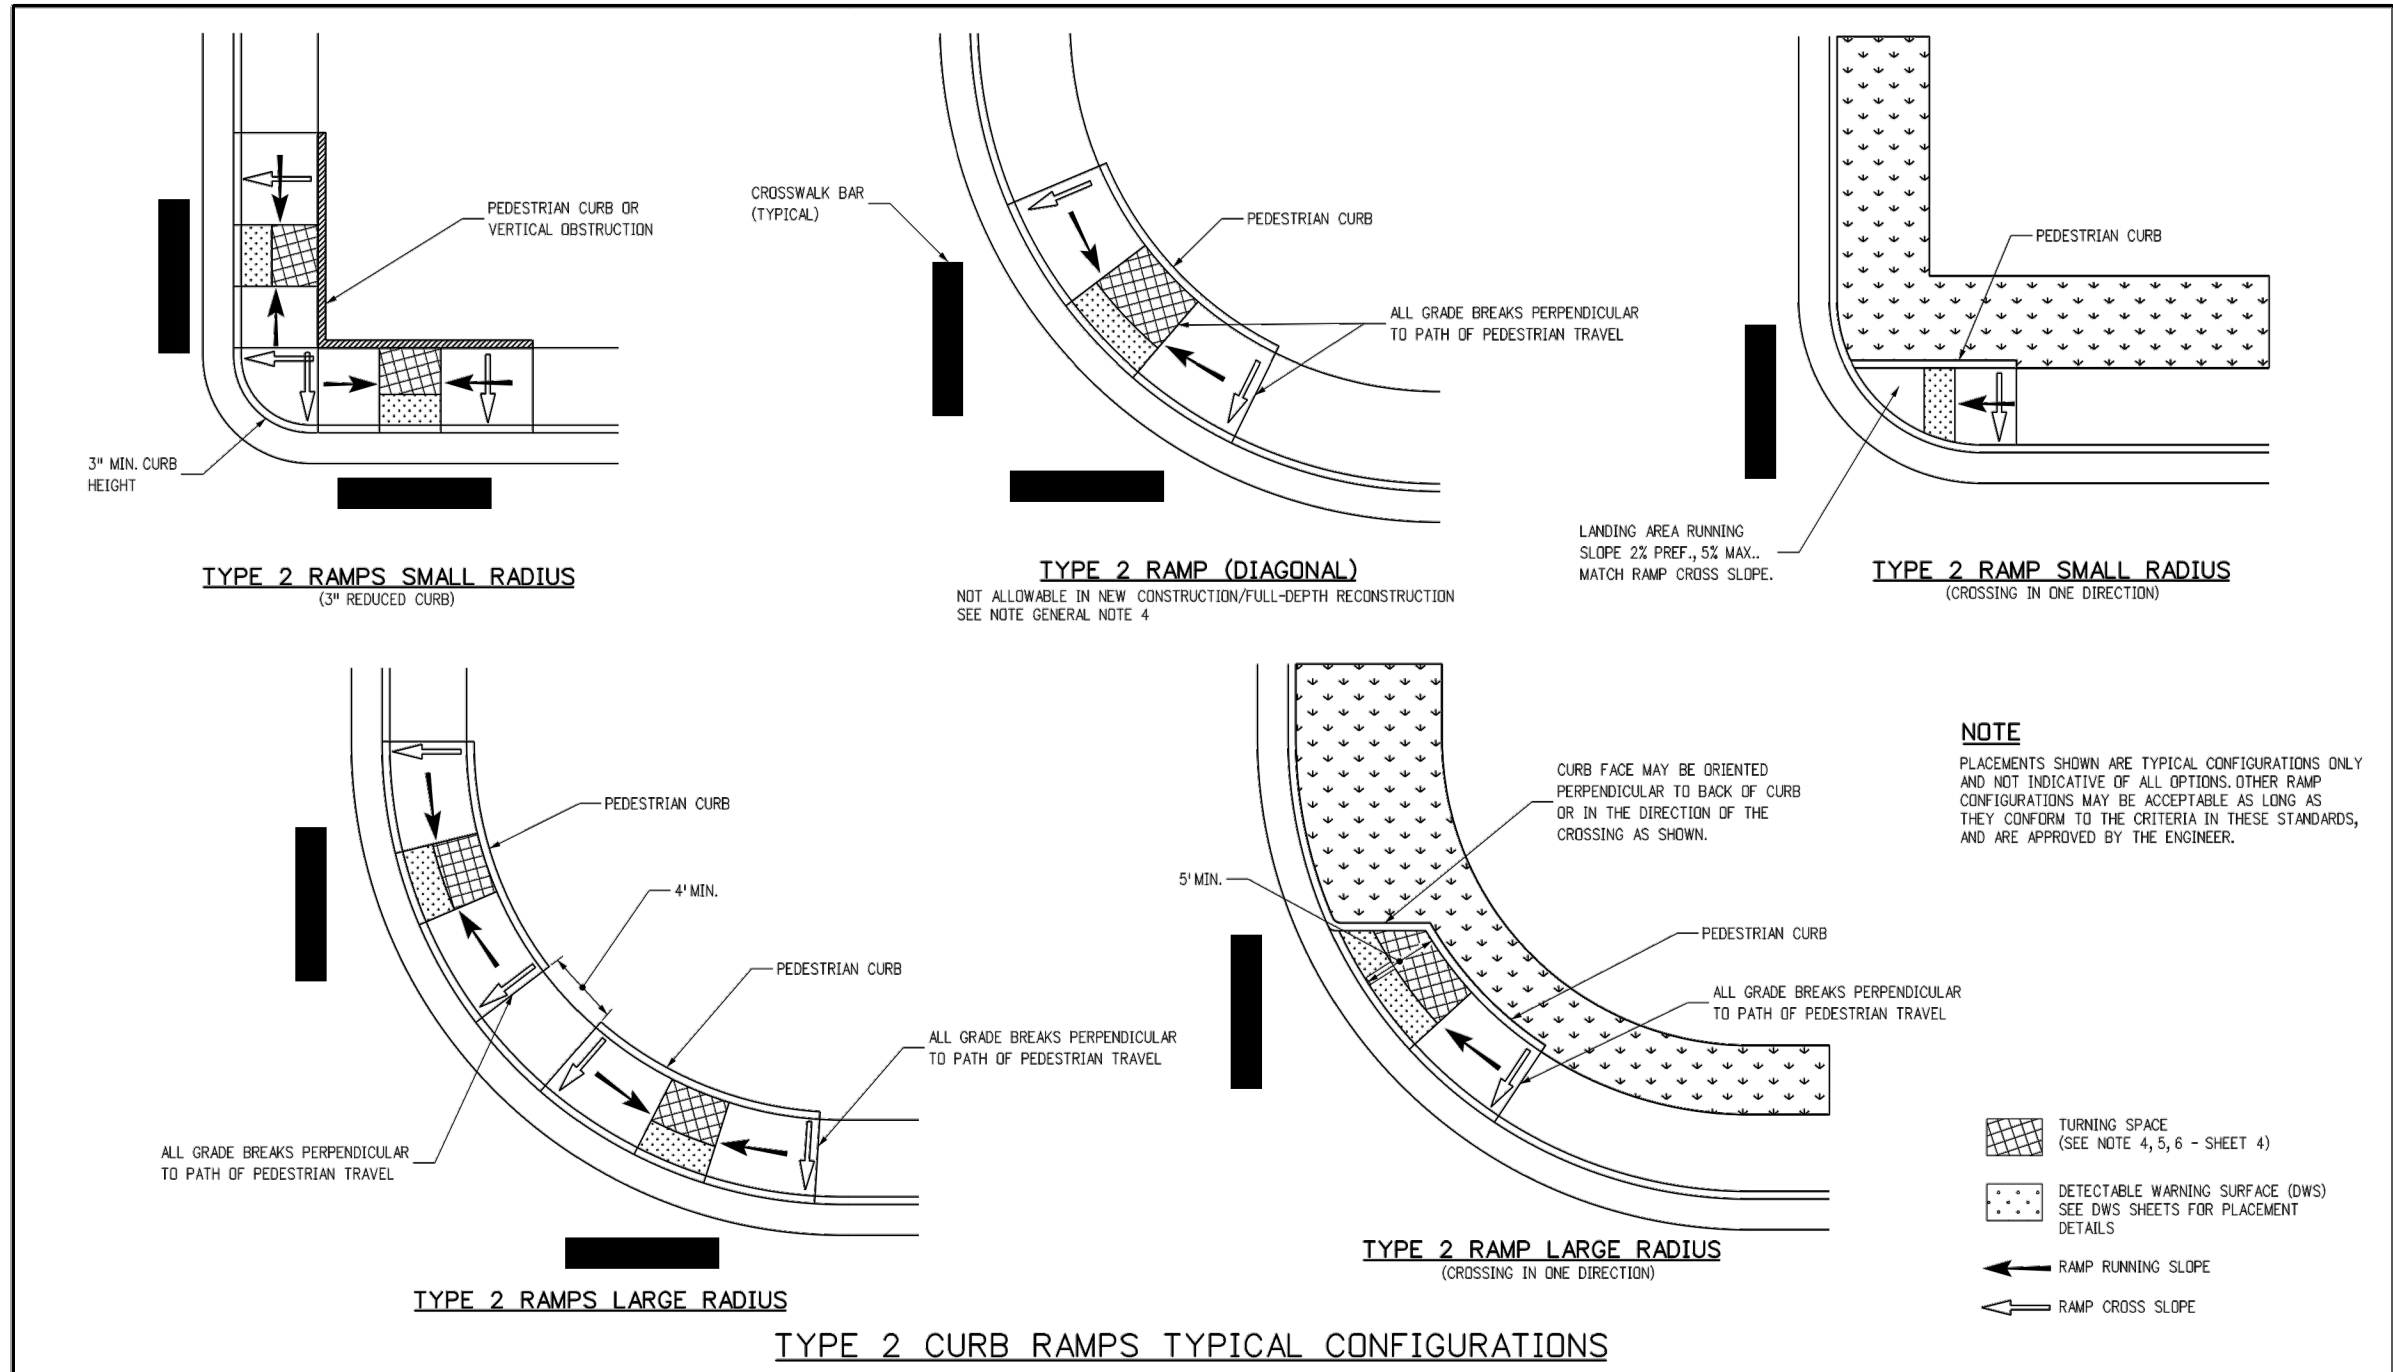 PEDESTRIAN CURB OR
VERTICAL OBSTRUCTION
3" MIN. CURB
HEIGHT
TYPE 2 RAMPS SMALL RADIUS
(3" REDUCED CURB)
CROSSWALK BAR
(TYPICAL)
PEDESTRIAN CURB
ALL GRADE BREAKS PERPENDICULAR
TO PATH OF PEDESTRIAN TRAVEL
TYPE 2 RAMP (DIAGONAL)
NOT ALLOWABLE IN NEW CONSTRUCTION/FULL-DEPTH RECONSTRUCTION
SEE NOTE GENERAL NOTE 4
PEDESTRIAN CURB
LANDING AREA RUNNING
SLOPE 2% PREF., 5% MAX..
MATCH RAMP CROSS SLOPE.
TYPE 2 RAMP SMALL RADIUS
(CROSSING IN ONE DIRECTION)
PEDESTRIAN CURB
4' MIN.
PEDESTRIAN CURB
ALL GRADE BREAKS PERPENDICULAR
TO PATH OF PEDESTRIAN TRAVEL
ALL GRADE BREAKS PERPENDICULAR
TO PATH OF PEDESTRIAN TRAVEL
TYPE 2 RAMPS LARGE RADIUS
CURB FACE MAY BE ORIENTED
PERPENDICULAR TO BACK OF CURB
OR IN THE DIRECTION OF THE
CROSSING AS SHOWN.
5' MIN.
PEDESTRIAN CURB
ALL GRADE BREAKS PERPENDICULAR
TO PATH OF PEDESTRIAN TRAVEL
TYPE 2 RAMP LARGE RADIUS
(CROSSING IN ONE DIRECTION)
NOTE
PLACEMENTS SHOWN ARE TYPICAL CONFIGURATIONS ONLY
AND NOT INDICATIVE OF ALL OPTIONS. OTHER RAMP
CONFIGURATIONS MAY BE ACCEPTABLE AS LONG AS
THEY CONFORM TO THE CRITERIA IN THESE STANDARDS,
AND ARE APPROVED BY THE ENGINEER.
TURNING SPACE
(SEE NOTE 4, 5, 6 - SHEET 4)
DETECTABLE WARNING SURFACE (DWS)
SEE DWS SHEETS FOR PLACEMENT
DETAILS
RAMP RUNNING SLOPE
RAMP CROSS SLOPE
TYPE 2 CURB RAMPS TYPICAL CONFIGURATIONS